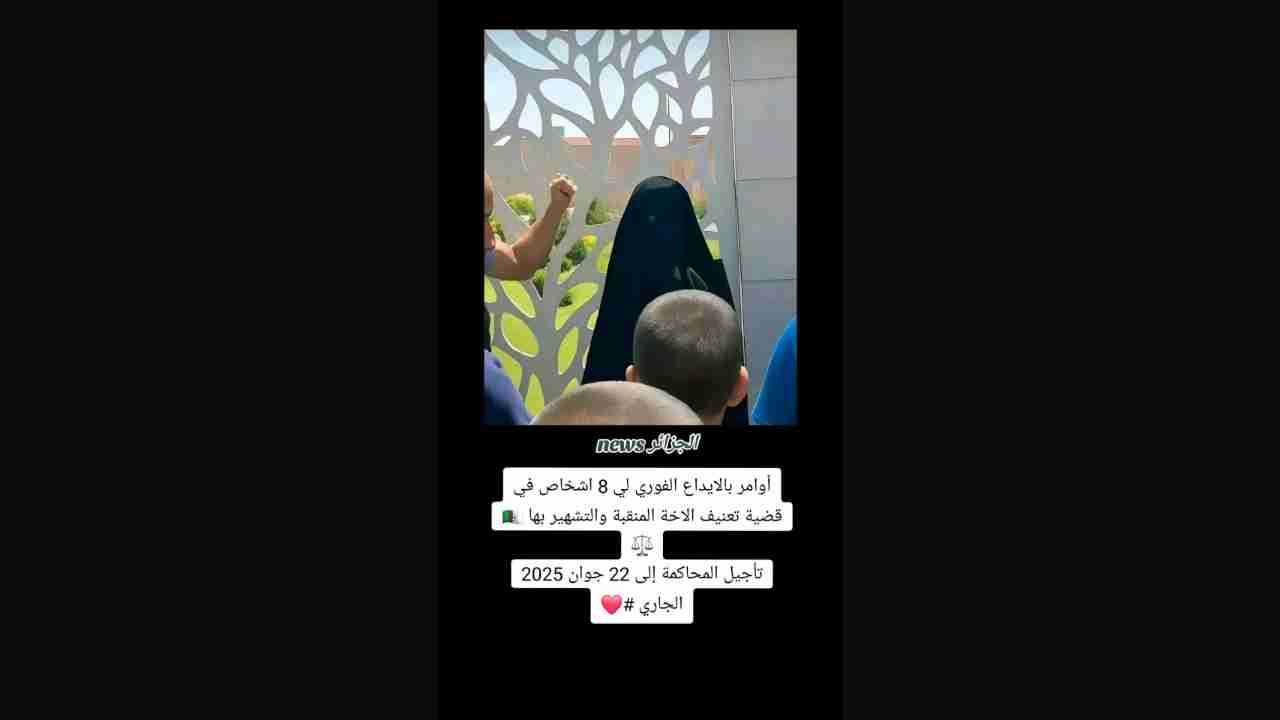 الجزائر news
أوامر بالايداع الفوري لي 8 اشخاص في
قضية تعنيف الاخة المنقبة والتشهير بها 🇩🇿
⚖️
تأجيل المحاكمة إلى 22 جوان 2025
الجاري #❤️